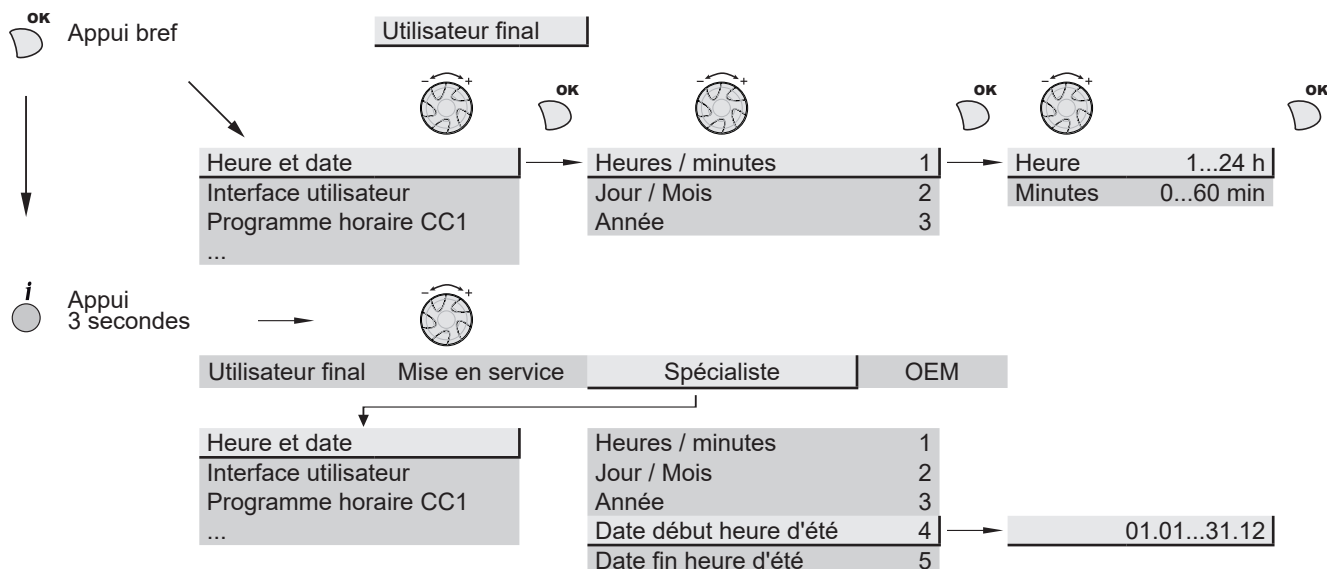 OK
Appui bref
Utilisateur final
- +
OK
- +
OK
- +
OK
Heure et date
Heures / minutes 1
Heure 1...24 h
Interface utilisateur
Jour / Mois 2
Minutes 0...60 min
Programme horaire CC1
Année 3
...
i
Appui
3 secondes
- +
Utilisateur final Mise en service Spécialiste OEM
Heure et date
Heures / minutes 1
Interface utilisateur
Jour / Mois 2
Programme horaire CC1
Année 3
...
Date début heure d'été 4
01.01...31.12
Date fin heure d'été 5